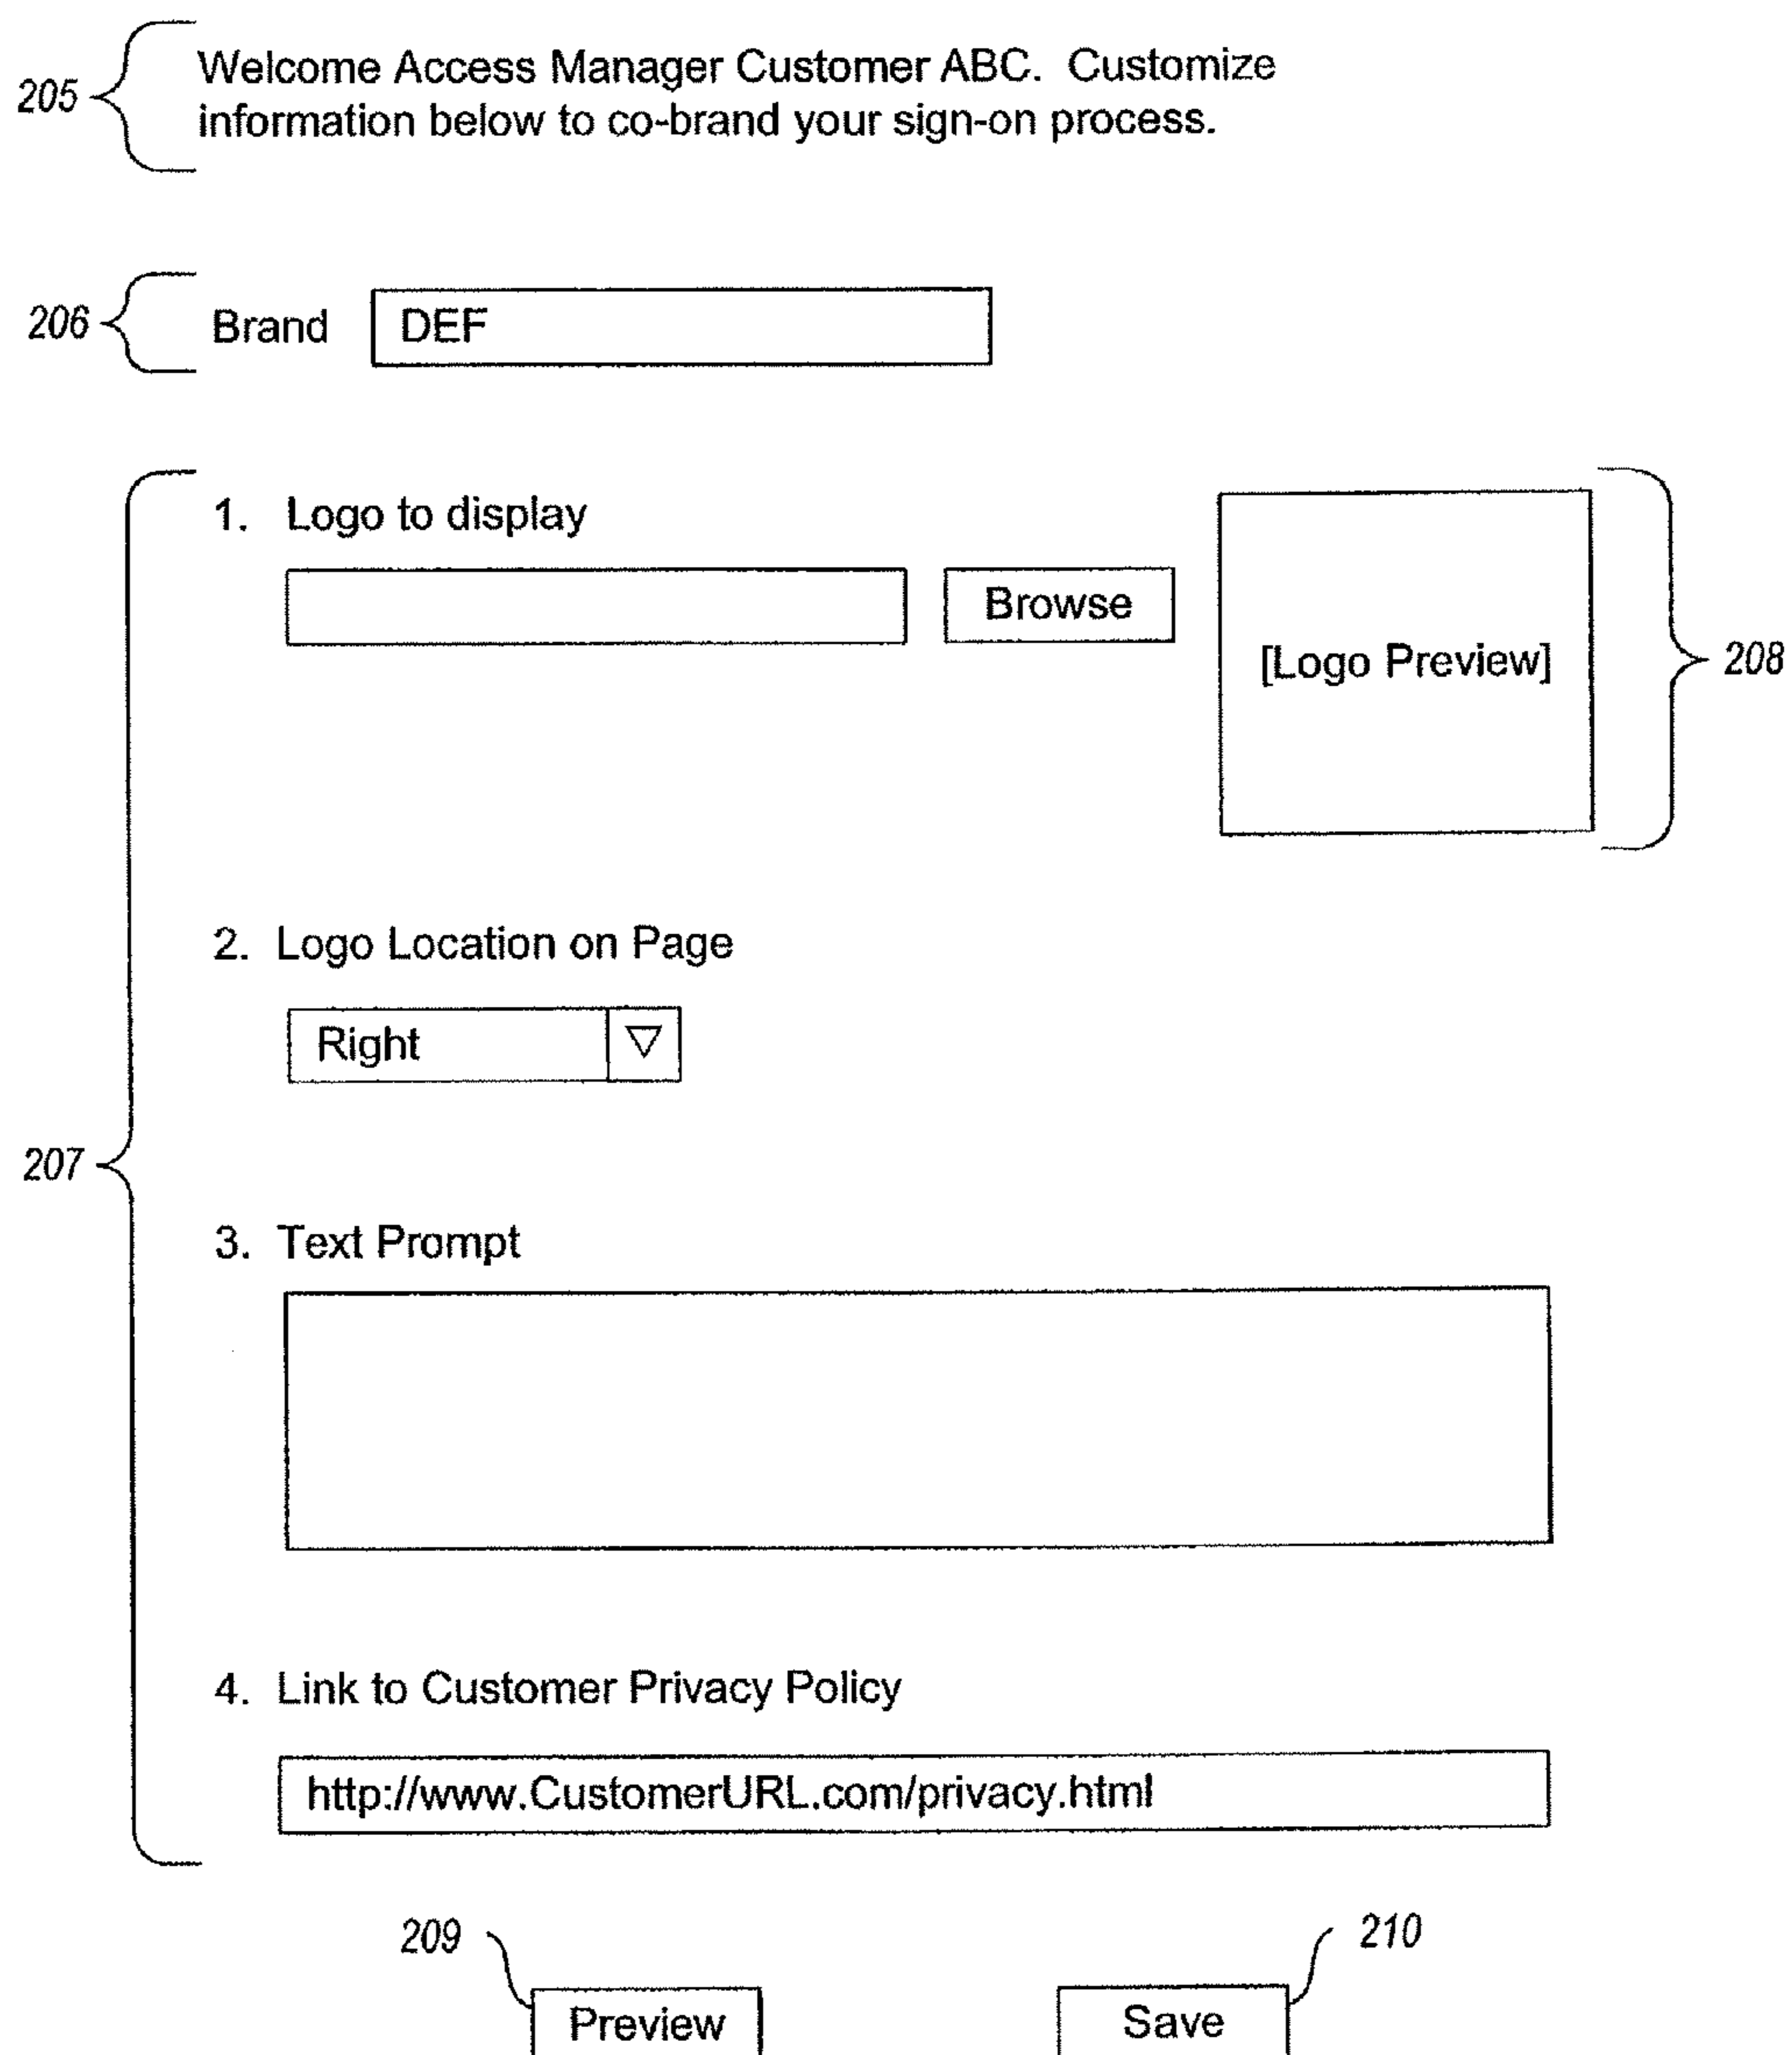 205
Welcome Access Manager Customer ABC. Customize
information below to co-brand your sign-on process.
206
Brand DEF
207
1. Logo to display
Browse
[Logo Preview]
208
2. Logo Location on Page
Right
3. Text Prompt
4. Link to Customer Privacy Policy
http://www.CustomerURL.com/privacy.html
209
Preview
210
Save